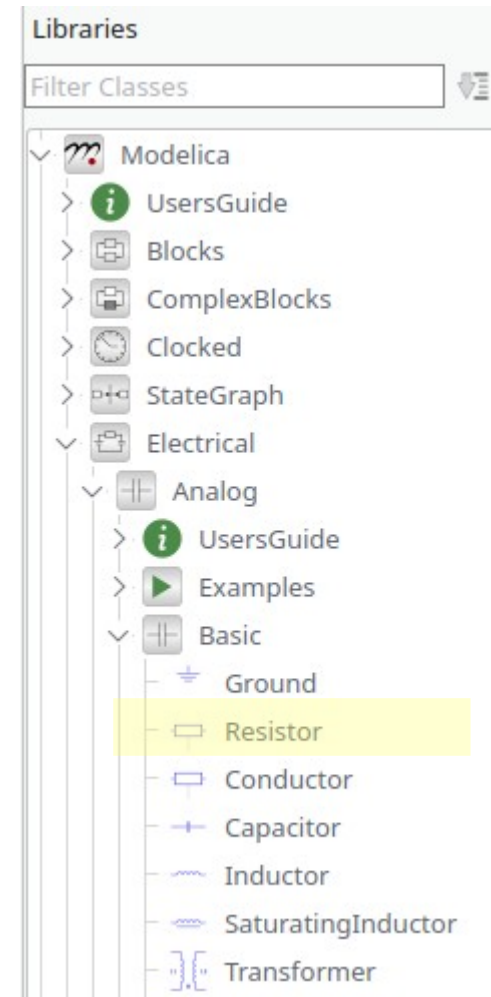 Libraries
Filter Classes
Modelica
UsersGuide
Blocks
ComplexBlocks
Clocked
StateGraph
Electrical
Analog
UsersGuide
Examples
Basic
Ground
Resistor
Conductor
Capacitor
Inductor
SaturatingInductor
Transformer